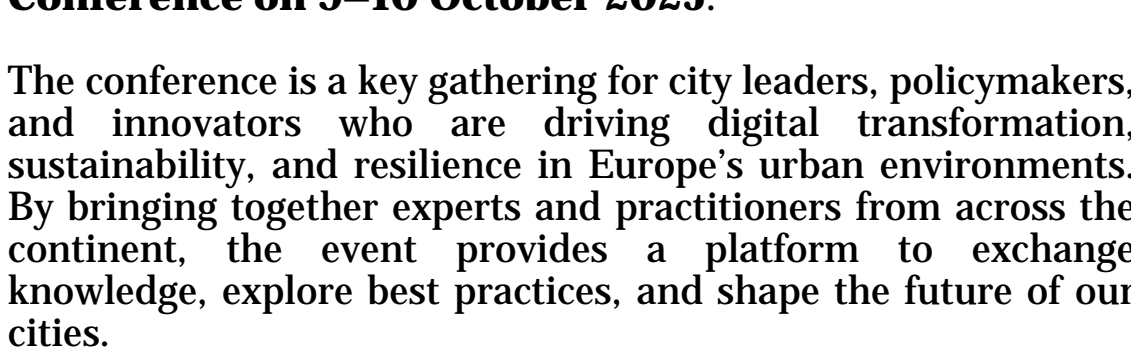 Conference on 9–10 October 2025.
The conference is a key gathering for city leaders, policymakers,
and innovators who are driving digital transformation,
sustainability, and resilience in Europe's urban environments.
By bringing together experts and practitioners from across the
continent, the event provides a platform to exchange
knowledge, explore best practices, and shape the future of our
cities.